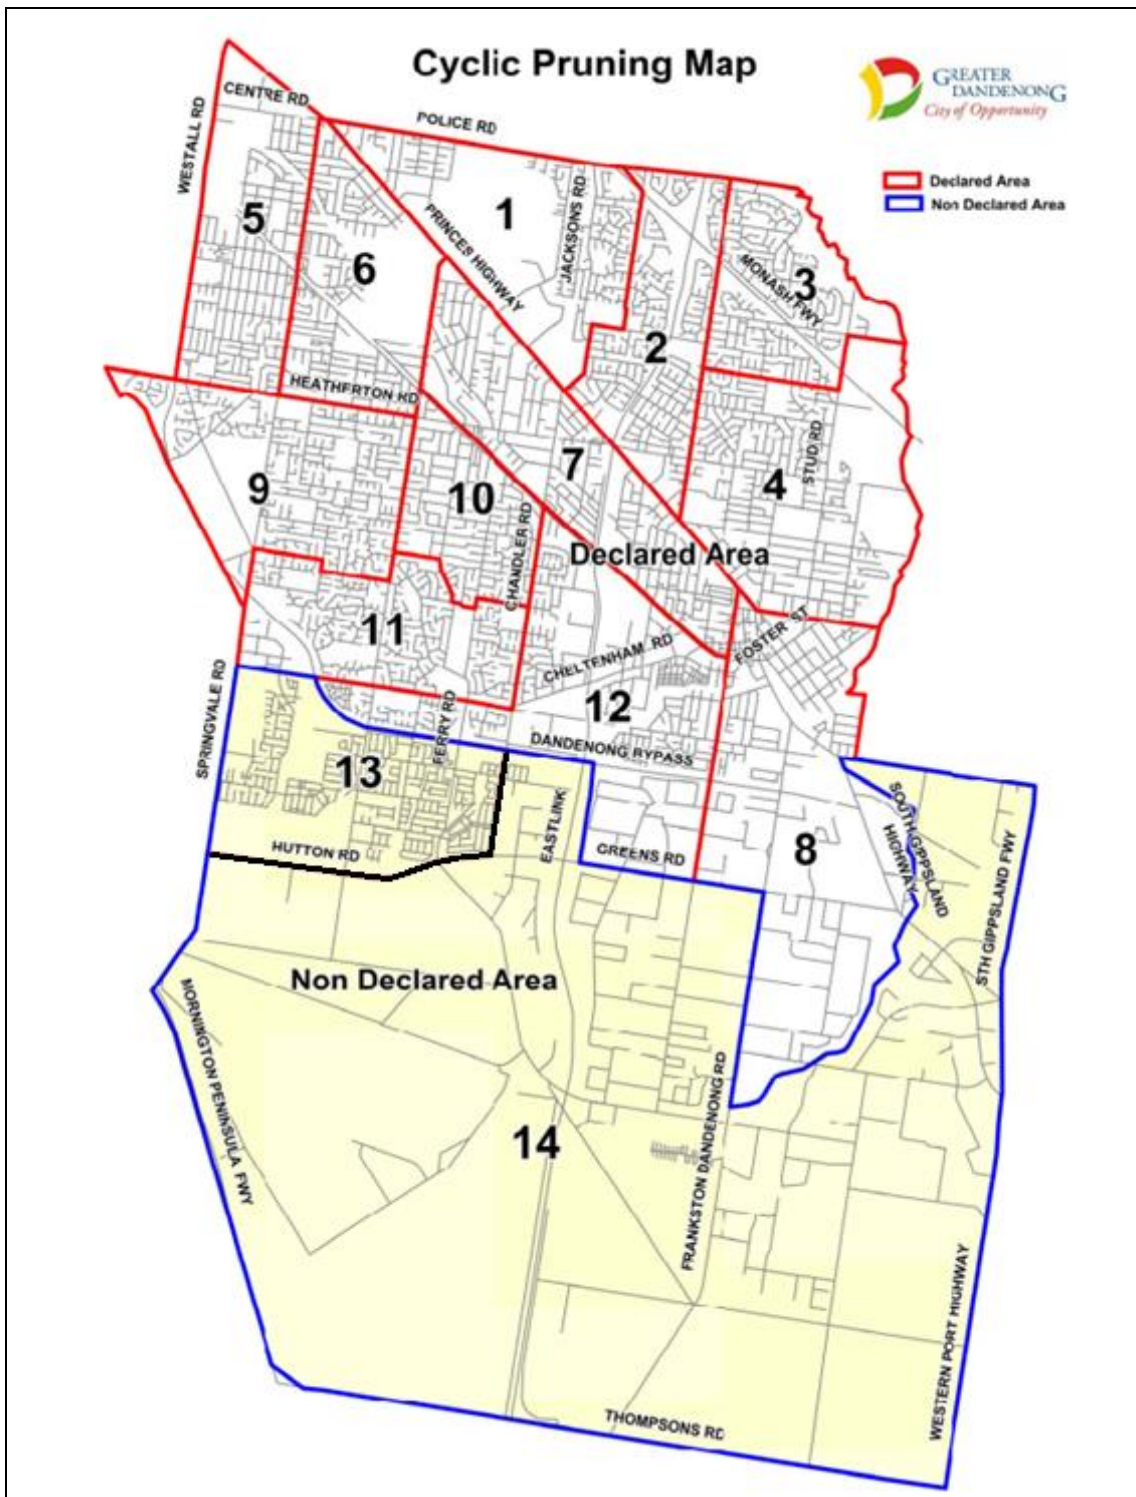 Cyclic Pruning Map
GREATER
DANDENONG
City of Opportunity
Declared Area
Non Declared Area
CENTRE RD
POLICE RD
WESTALL RD
1
JACKSONS RD
5
PRINCES HIGHWAY
6
MONASH FWY
3
2
HEATHERTON RD
STUD RD
7
9
10
4
CHANDLER RD
Declared Area
11
FOSTER ST
CHELTENHAM RD
SPRINGVALE RD
12
FERRY RD
DANDENONG BYPASS
13
EASTLINK
SOUTH GIPPSLAND
HIGHWAY
HUTTON RD
GREENS RD
8
STH GIPPSLAND FWY
Non Declared Area
MORNINGTON PENINSULA FWY
14
FRANKSTON DANDENONG RD
WESTERN PORT HIGHWAY
THOMPSONS RD